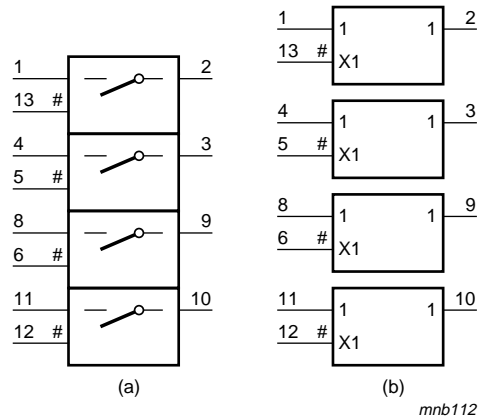 1 2
13 #
4 3
5 #
8 9
6 #
11 10
12 #
(a)
1 1 1 2
13 # X1
4 1 1 3
5 # X1
8 1 1 9
6 # X1
11 1 1 10
12 # X1
(b)
mnb112